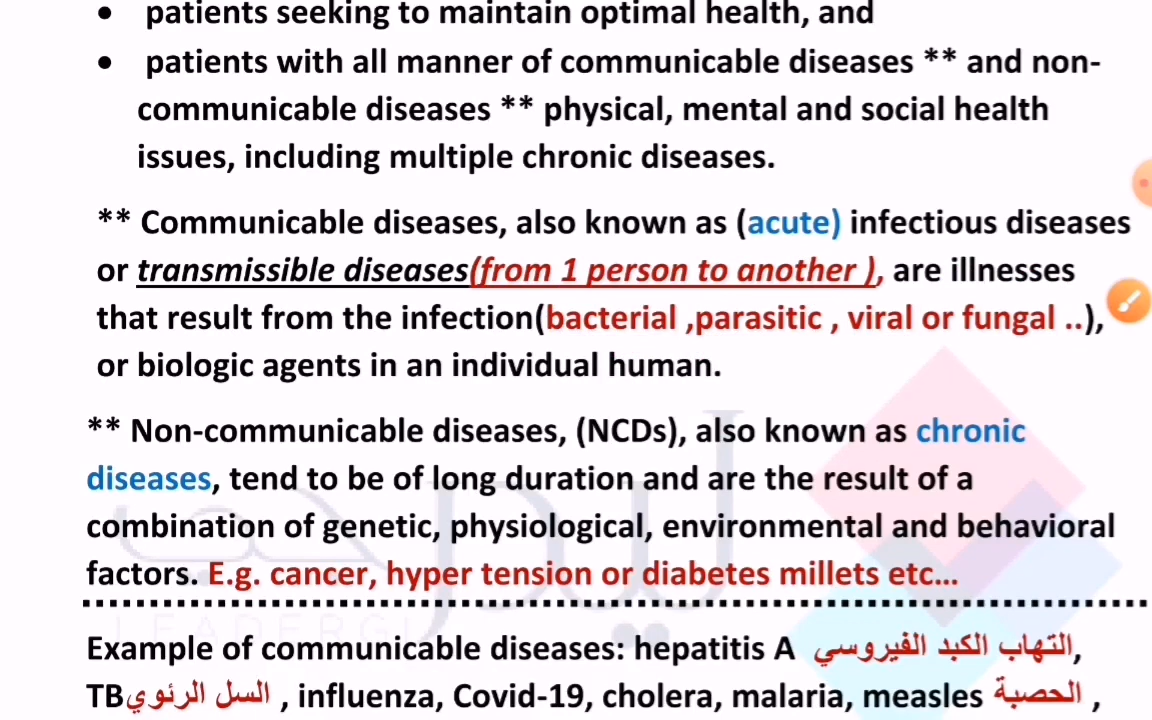 • patients seeking to maintain optimal health, and
• patients with all manner of communicable diseases ** and non-
communicable diseases ** physical, mental and social health
issues, including multiple chronic diseases.
** Communicable diseases, also known as (acute) infectious diseases
or transmissible diseases(from 1 person to another ), are illnesses
that result from the infection(bacterial ,parasitic , viral or fungal ..),
or biologic agents in an individual human.
** Non-communicable diseases, (NCDs), also known as chronic
diseases, tend to be of long duration and are the result of a
combination of genetic, physiological, environmental and behavioral
factors. E.g. cancer, hyper tension or diabetes millets etc...
Example of communicable diseases: hepatitis A التهاب الكبد الفيروسي,
TB السل الرئوي , influenza, Covid-19, cholera, malaria, measles الحصبة ,